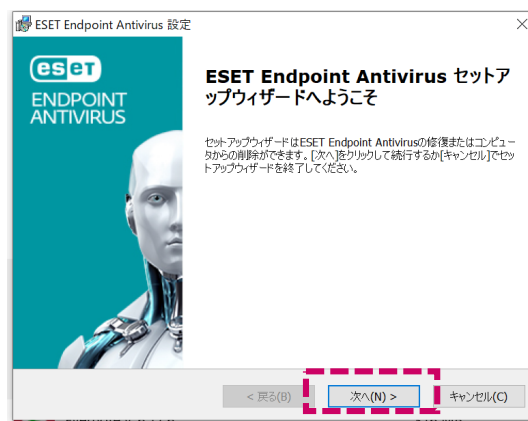 ESET Endpoint Antivirus 設定
eset
ENDPOINT
ANTIVIRUS
ESET Endpoint Antivirus セットア
ップウィザードへようこそ
セットアップウィザードはESET Endpoint Antivirusの修復またはコンピュー
タからの削除ができます。[次へ]をクリックして続行するか[キャンセル]でセッ
トアップウィザードを終了してください。
< 戻る(B)
次へ(N) >
キャンセル(C)